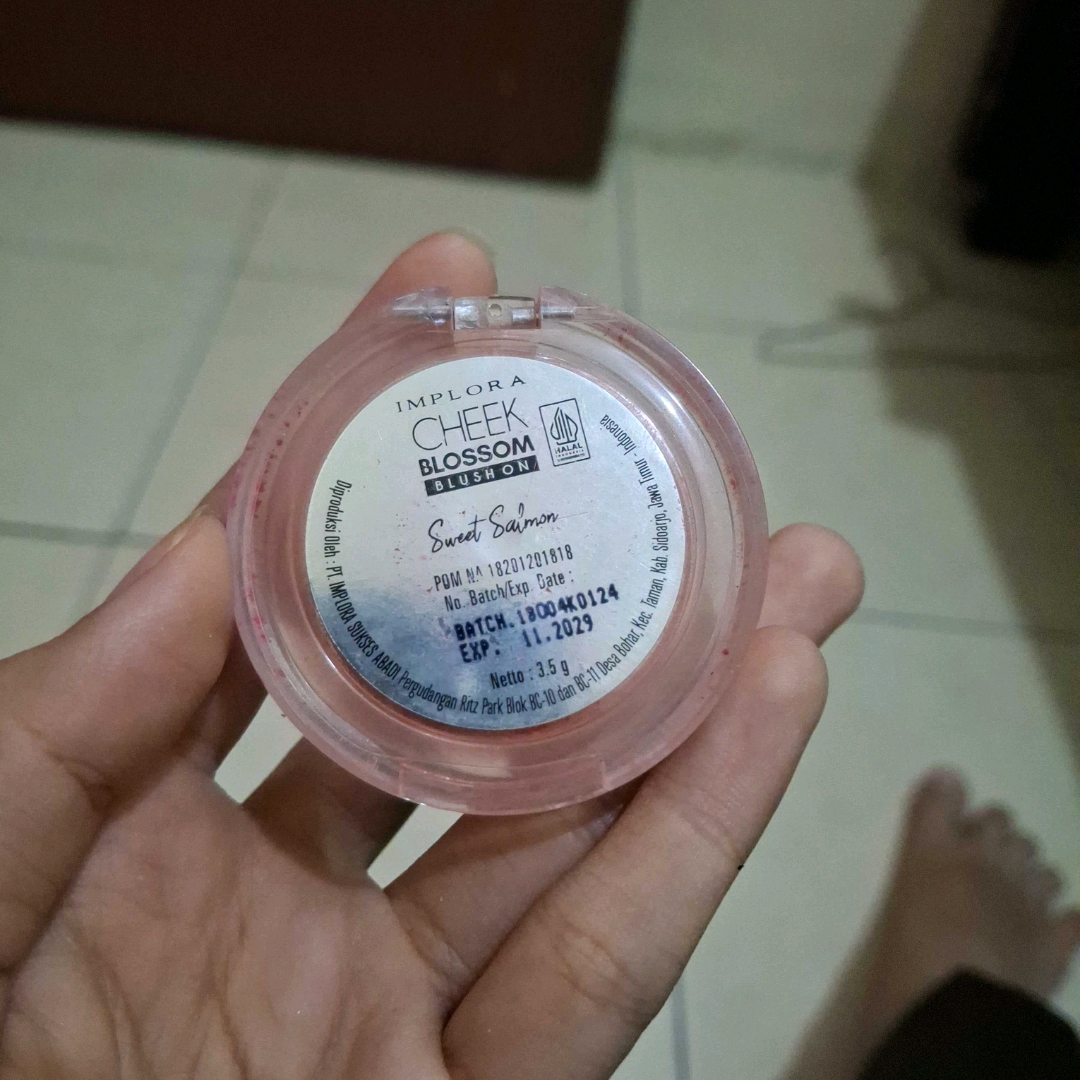 IMPLORA
CHEEK
BLOSSOM
BLUSH ON
HALAL
INDONESIA
Sweet Salmon
POM NA 18201201818
No. Batch/Exp. Date :
BATCH.18004K0124
EXP. 11.2029
Netto : 3.5 g
Diproduksi Oleh : PT. IMPLORA SUKSES ABADI Pergudangan Ritz Park Blok BC-10 dan BC-11 Desa Bohar, Kec. Taman, Kab. Sidoarjo, Jawa Timur - Indonesia